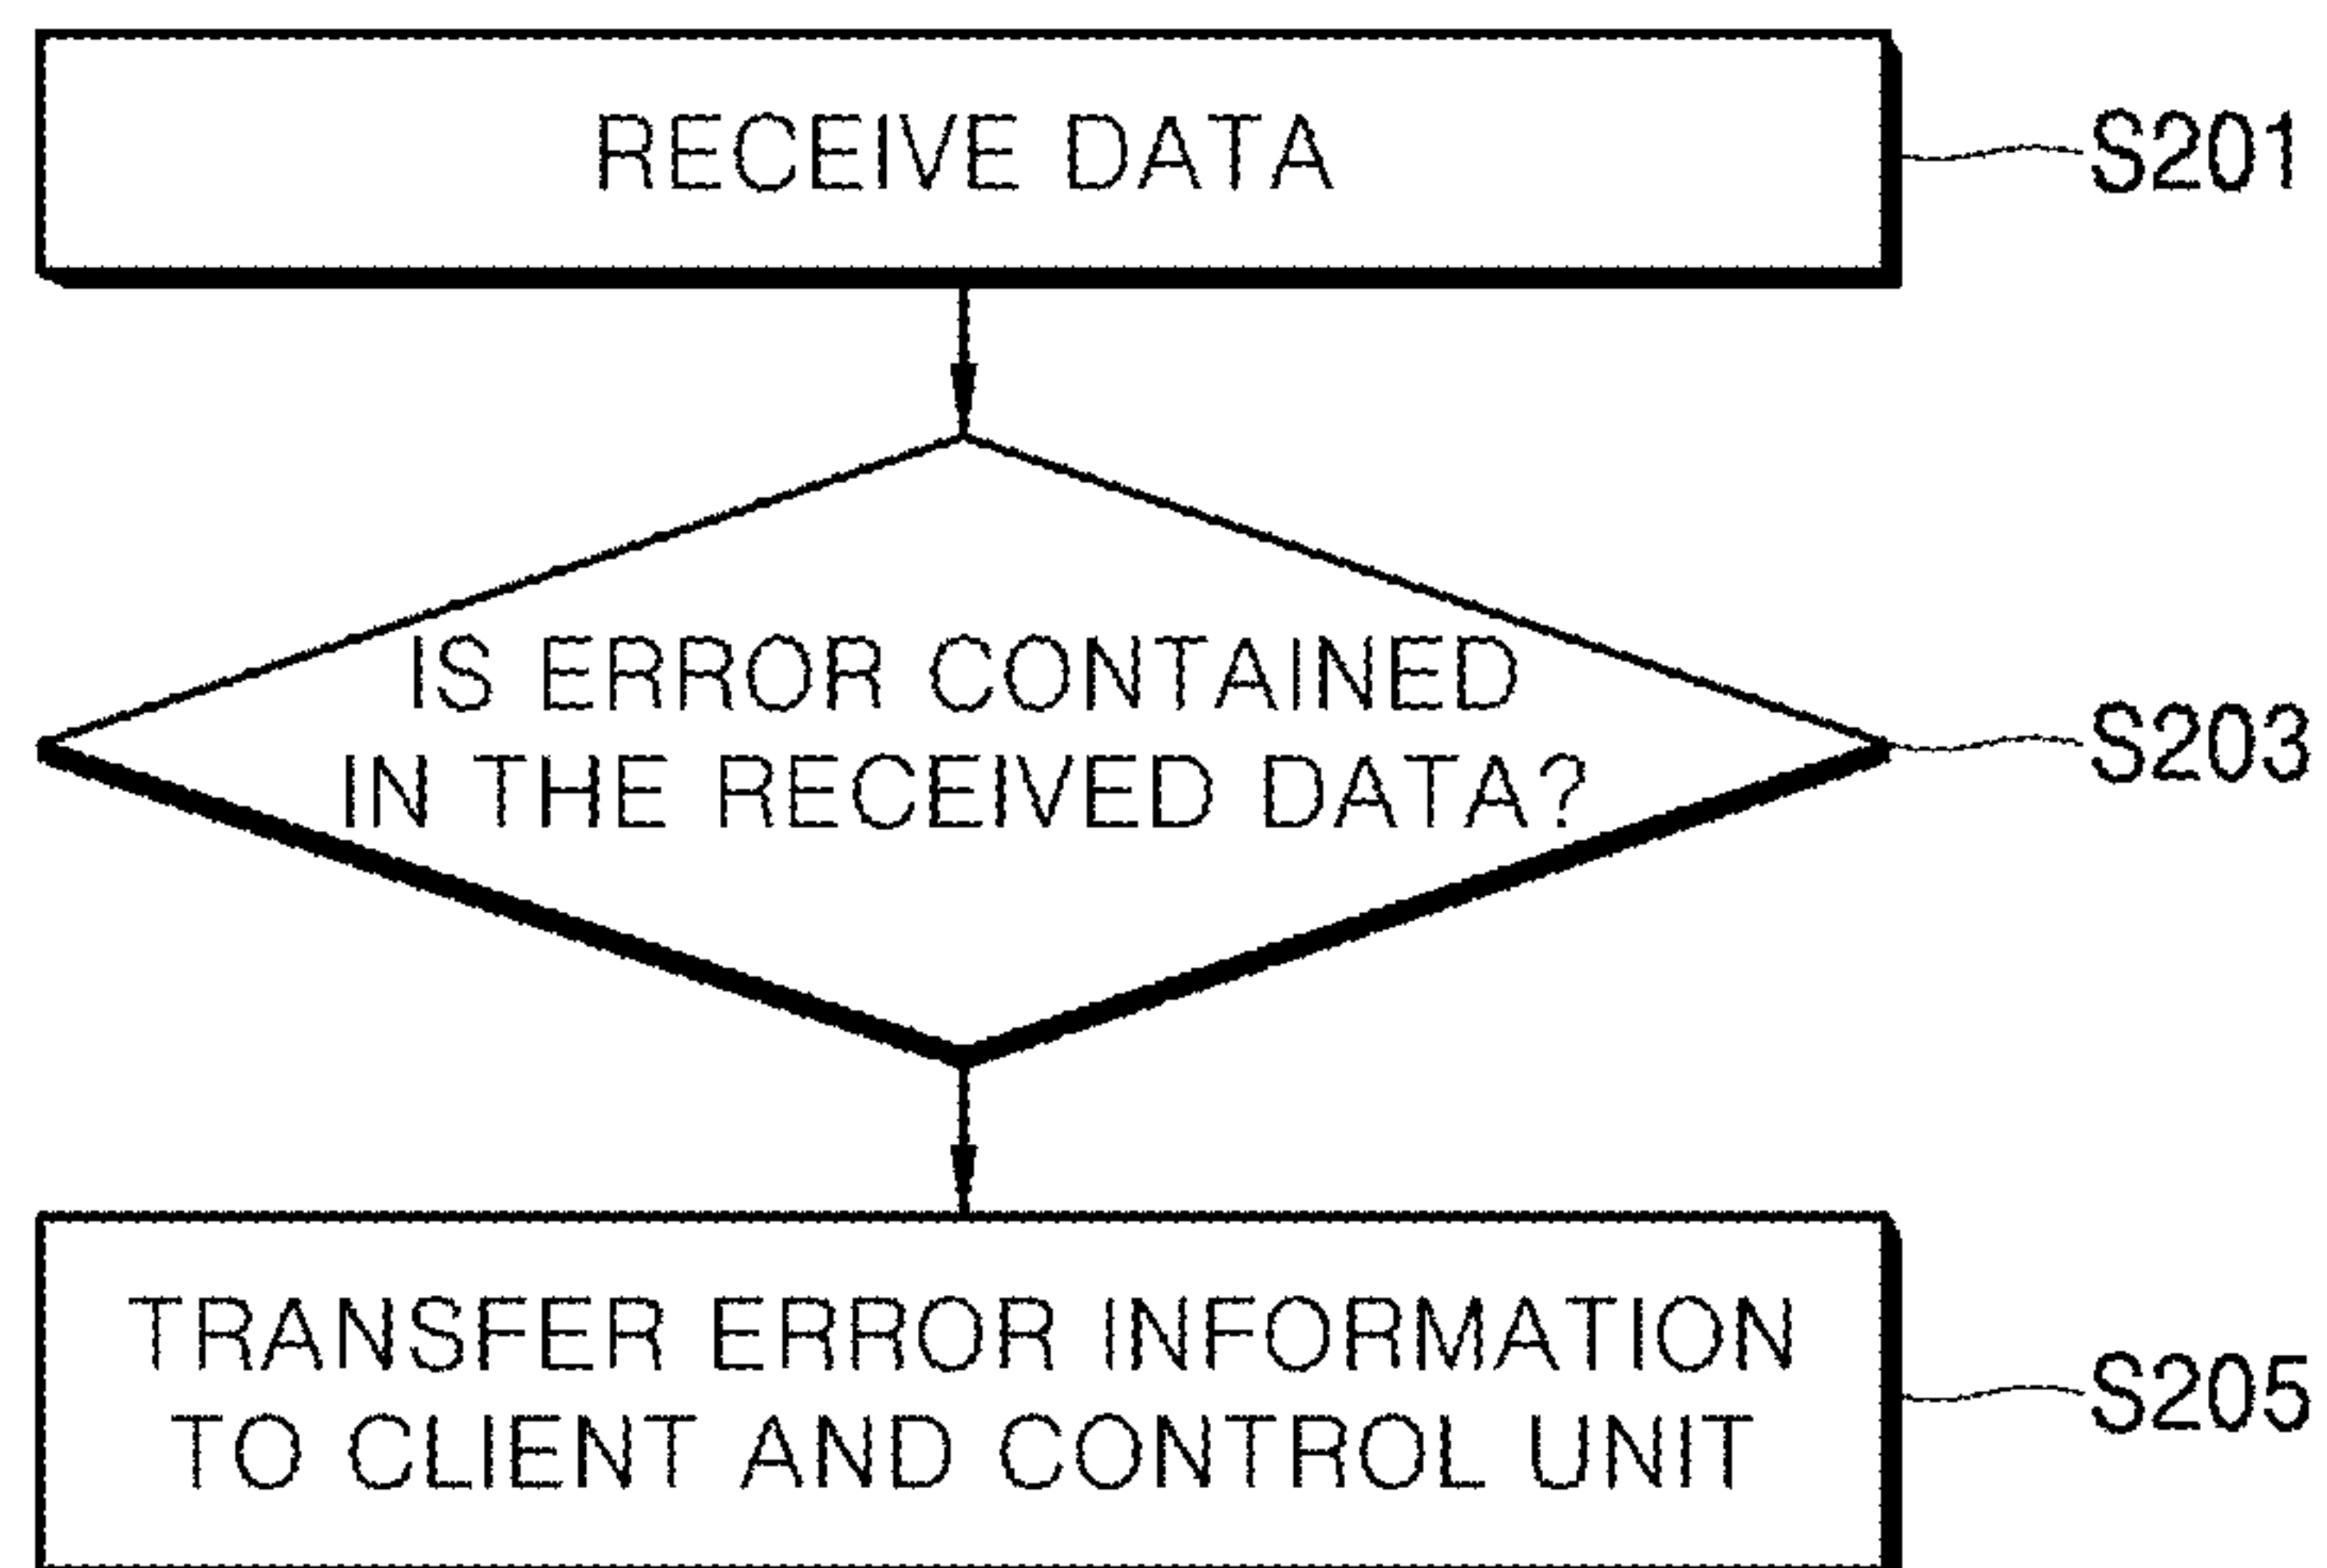 RECEIVE DATA
S201
IS ERROR CONTAINED
IN THE RECEIVED DATA?
S203
TRANSFER ERROR INFORMATION
TO CLIENT AND CONTROL UNIT
S205